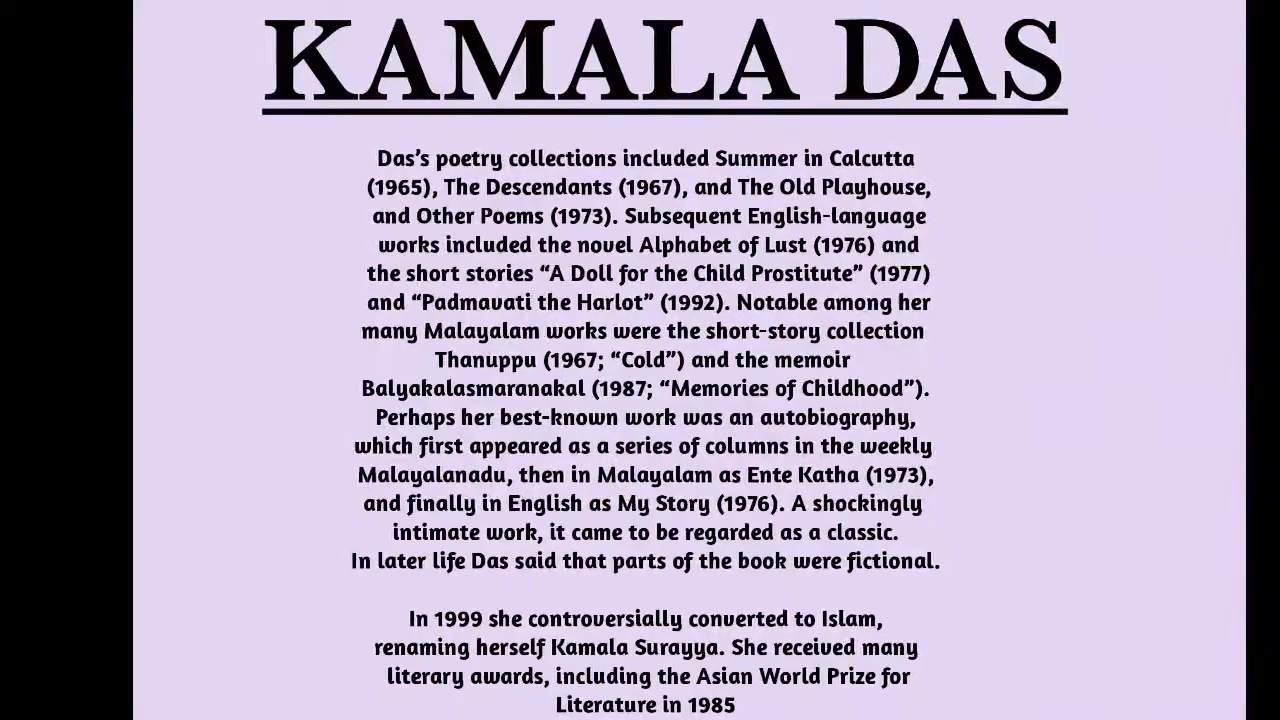 KAMALA DAS
Das’s poetry collections included Summer in Calcutta
(1965), The Descendants (1967), and The Old Playhouse,
and Other Poems (1973). Subsequent English-language
works included the novel Alphabet of Lust (1976) and
the short stories “A Doll for the Child Prostitute” (1977)
and “Padmavati the Harlot” (1992). Notable among her
many Malayalam works were the short-story collection
Thanuppu (1967; “Cold”) and the memoir
Balyakalasmaranakal (1987; “Memories of Childhood”).
Perhaps her best-known work was an autobiography,
which first appeared as a series of columns in the weekly
Malayalanadu, then in Malayalam as Ente Katha (1973),
and finally in English as My Story (1976). A shockingly
intimate work, it came to be regarded as a classic.
In later life Das said that parts of the book were fictional.
In 1999 she controversially converted to Islam,
renaming herself Kamala Surayya. She received many
literary awards, including the Asian World Prize for
Literature in 1985